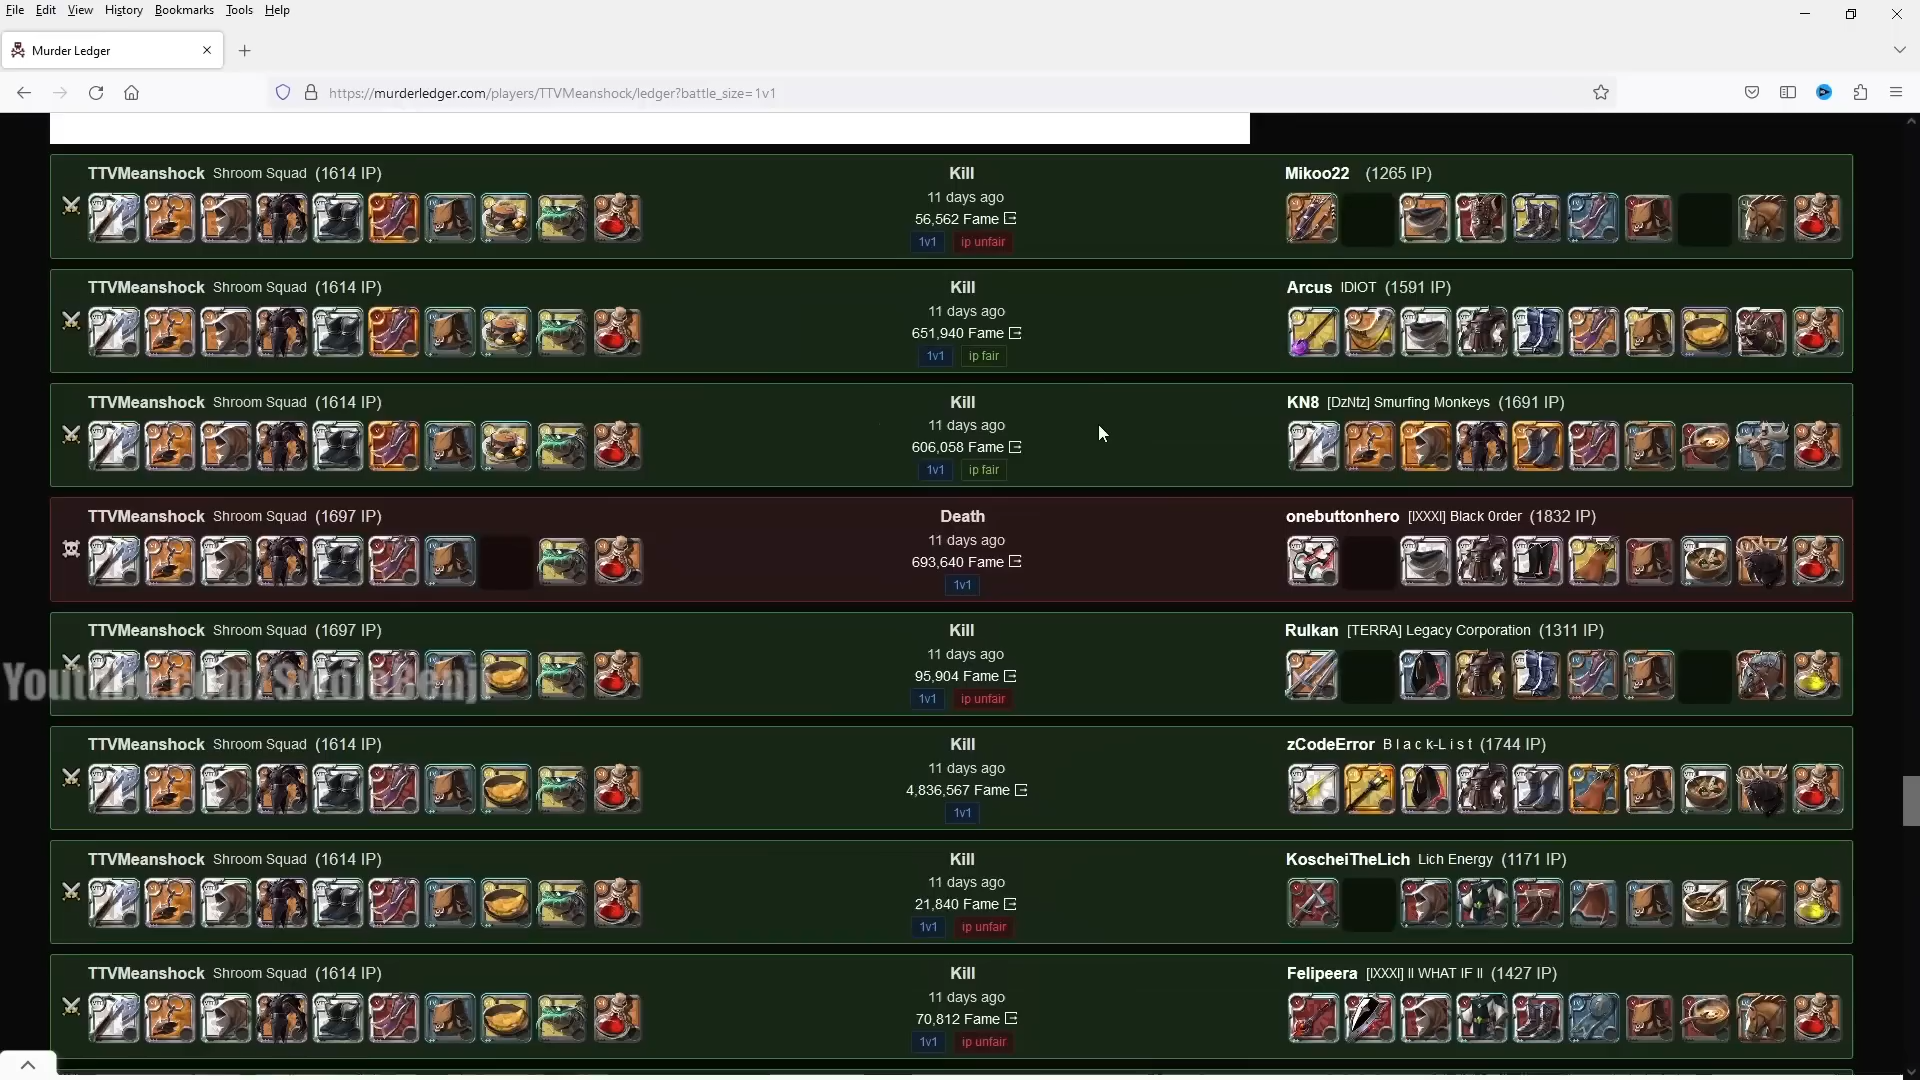 File Edit View History Bookmarks Tools Help
Murder Ledger
https://murderledger.com/players/TTVMeanshock/ledger?battle_size=1v1
TTVMeanshock Shroom Squad (1614 IP)
Kill
11 days ago
56,562 Fame
1v1 ip unfair
Mikoo22 (1265 IP)
TTVMeanshock Shroom Squad (1614 IP)
Kill
11 days ago
651,940 Fame
1v1 ip fair
Arcus IDIOT (1591 IP)
TTVMeanshock Shroom Squad (1614 IP)
Kill
11 days ago
606,058 Fame
1v1 ip fair
KN8 [DzNtz] Smurfing Monkeys (1691 IP)
TTVMeanshock Shroom Squad (1697 IP)
Death
11 days ago
693,640 Fame
1v1
onebuttonhero [IXXXI] Black 0rder (1832 IP)
TTVMeanshock Shroom Squad (1697 IP)
Kill
11 days ago
95,904 Fame
1v1 ip unfair
Rulkan [TERRA] Legacy Corporation (1311 IP)
TTVMeanshock Shroom Squad (1614 IP)
Kill
11 days ago
4,836,567 Fame
1v1
zCodeError B l a c k-L i s t (1744 IP)
TTVMeanshock Shroom Squad (1614 IP)
Kill
11 days ago
21,840 Fame
1v1 ip unfair
KoscheiTheLich Lich Energy (1171 IP)
TTVMeanshock Shroom Squad (1614 IP)
Kill
11 days ago
70,812 Fame
1v1 ip unfair
Felipeera [IXXXI] II WHAT IF II (1427 IP)